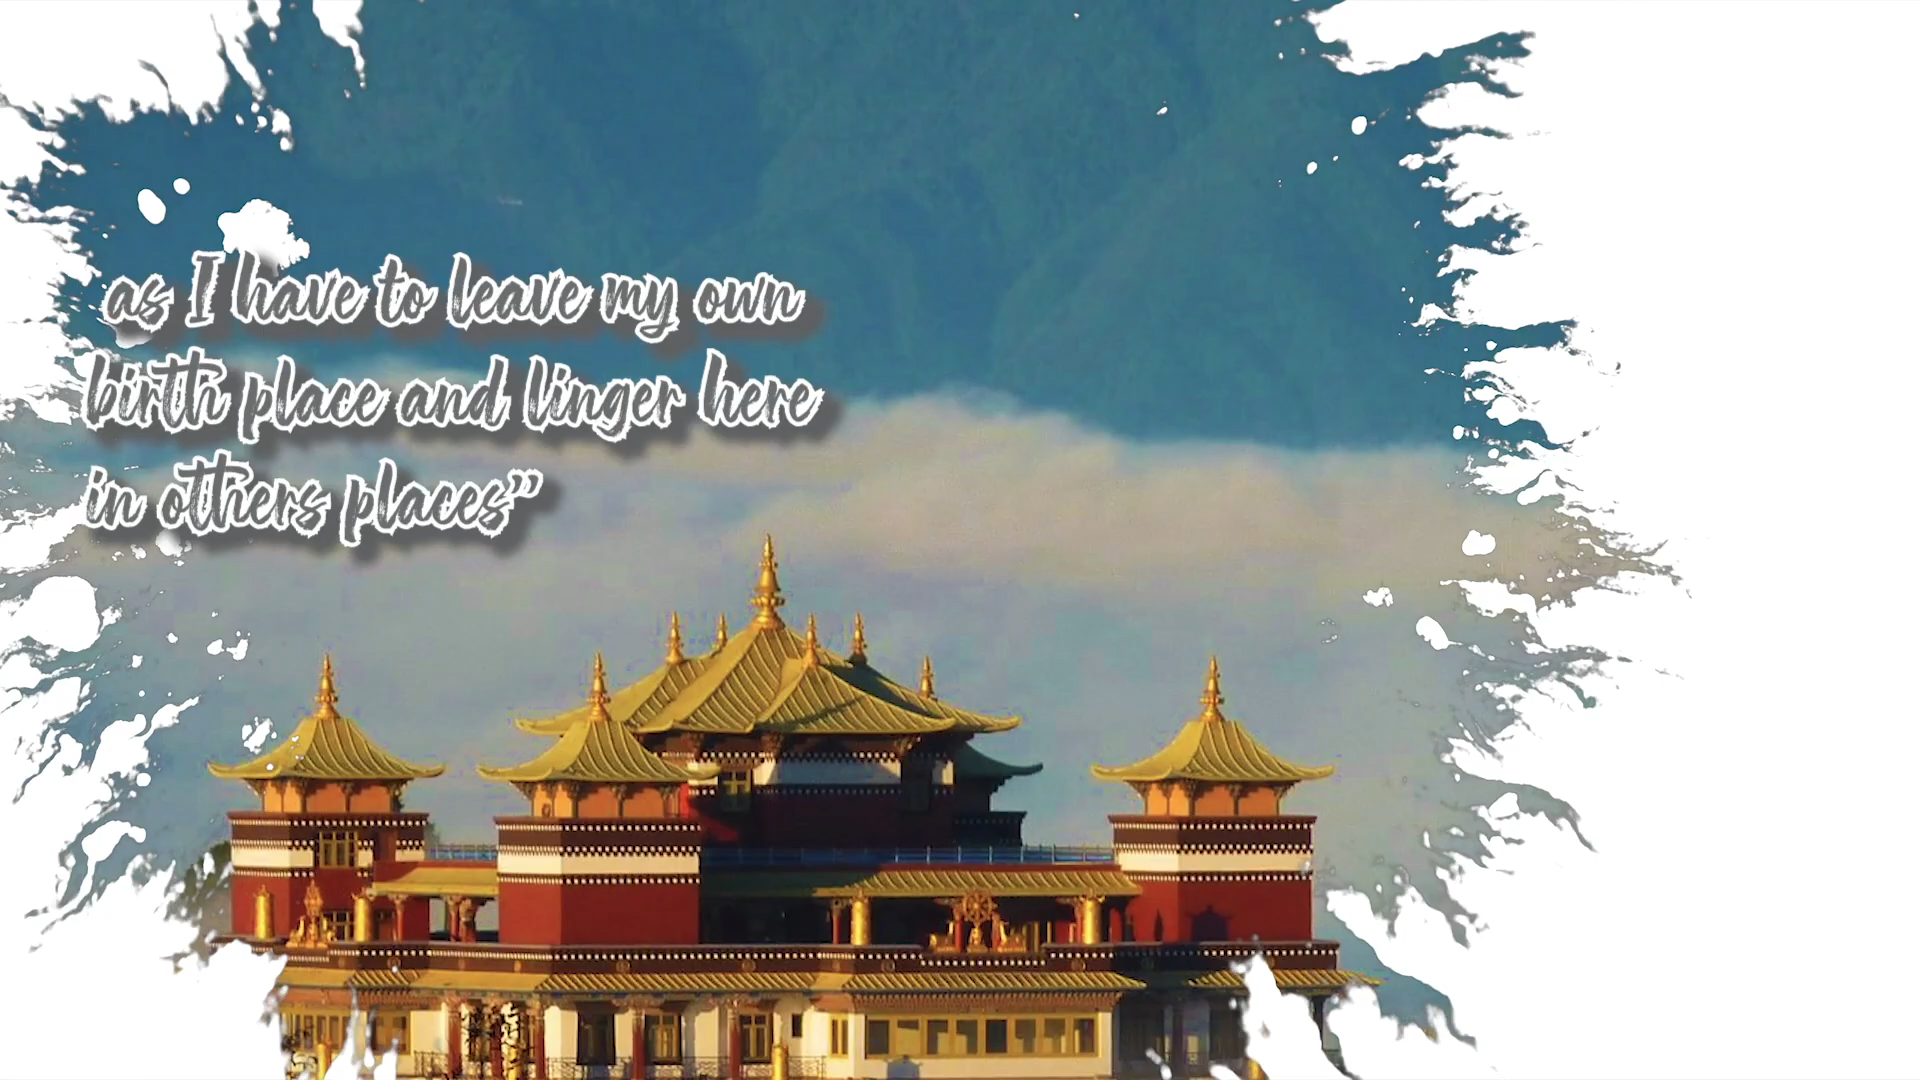 as I have to leave my own
birth place and linger here
in others places”